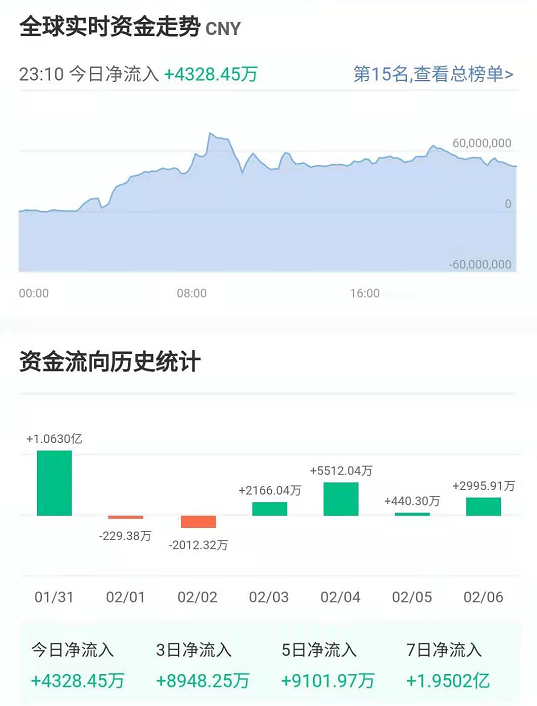 全球实时资金走势 CNY
23:10 今日净流入 +4328.45万 第15名,查看总榜单>
60,000,000
0
-60,000,000
00:00 08:00 16:00
资金流向历史统计
+1.0630亿 -229.38万 -2012.32万 +2166.04万 +5512.04万 +440.30万 +2995.91万
01/31 02/01 02/02 02/03 02/04 02/05 02/06
今日净流入 3日净流入 5日净流入 7日净流入
+4328.45万 +8948.25万 +9101.97万 +1.9502亿